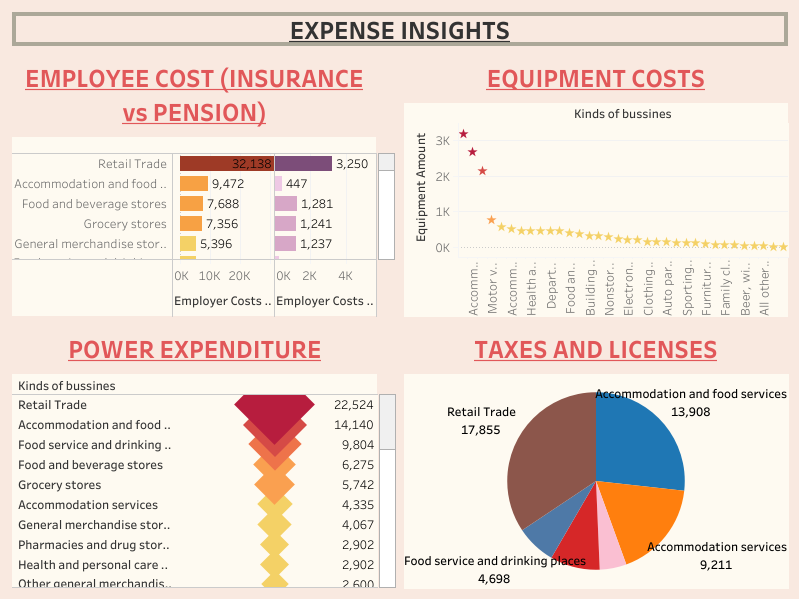 EXPENSE INSIGHTS
EMPLOYEE COST (INSURANCE
vs PENSION)
Retail Trade 32,138 3,250
Accommodation and food .. 9,472 447
Food and beverage stores 7,688 1,281
Grocery stores 7,356 1,241
General merchandise stor.. 5,396 1,237
0K 10K 20K 0K 2K 4K
Employer Costs .. Employer Costs ..
EQUIPMENT COSTS
Kinds of bussines
Equipment Amount
3K
2K
1K
0K
Accomm..
Motor v..
Accomm..
Health a..
Depart..
Food an..
Building ..
Nonstor..
Electron..
Clothing..
Auto par..
Sporting..
Furnitur..
Family cl..
Beer, wi..
All other..
POWER EXPENDITURE
Kinds of bussines
Retail Trade 22,524
Accommodation and food .. 14,140
Food service and drinking .. 9,804
Food and beverage stores 6,275
Grocery stores 5,742
Accommodation services 4,335
General merchandise stor.. 4,067
Pharmacies and drug stor.. 2,902
Health and personal care .. 2,902
Other general merchandis.. 2,600
TAXES AND LICENSES
Accommodation and food services
13,908
Retail Trade
17,855
Accommodation services
9,211
Food service and drinking places
4,698